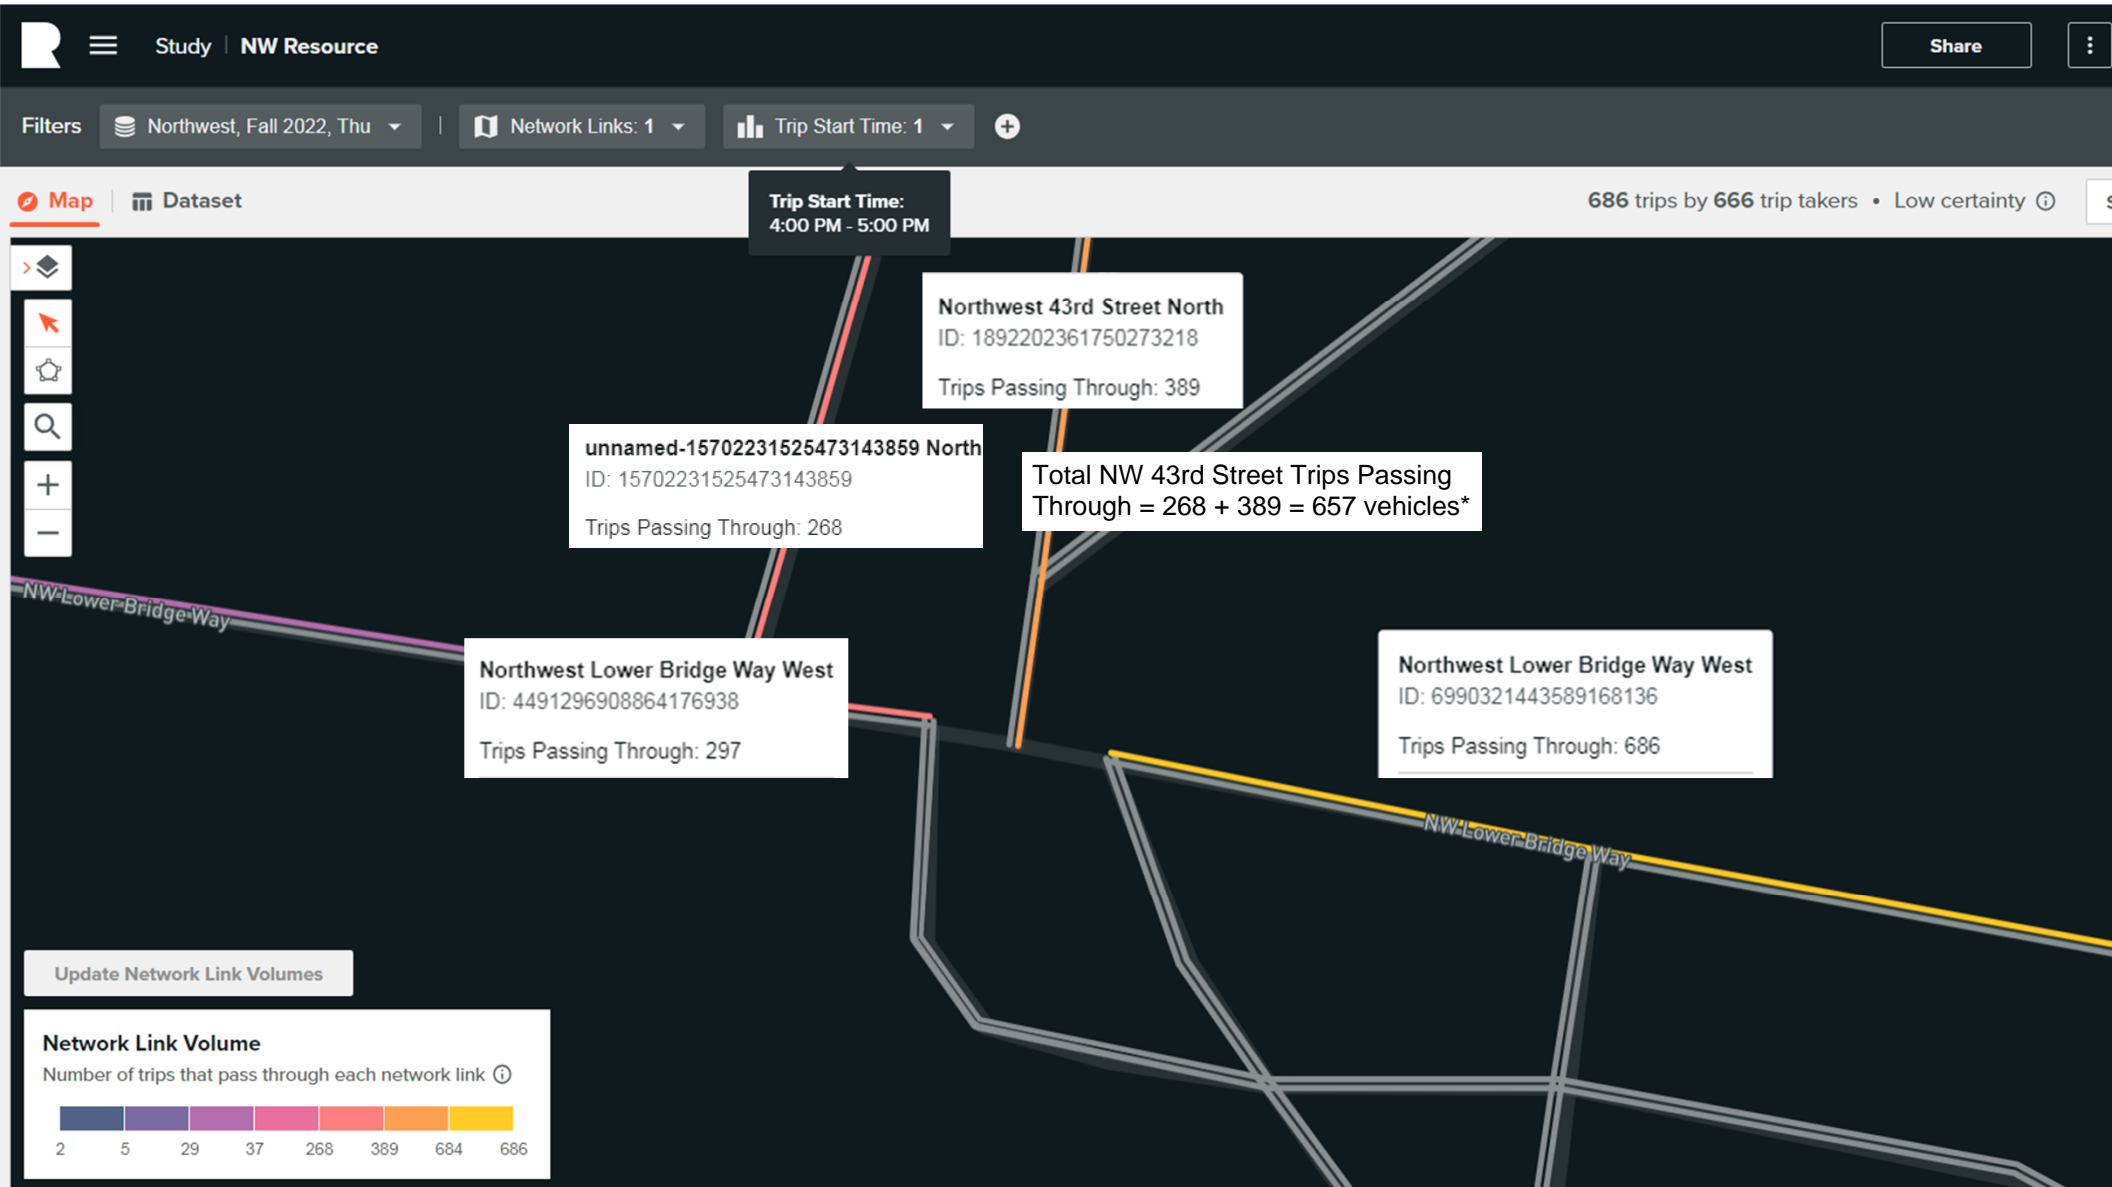 R
Study | NW Resource
Share
Filters
Northwest, Fall 2022, Thu
Network Links: 1
Trip Start Time: 1
Map
Dataset
Trip Start Time:
4:00 PM - 5:00 PM
686 trips by 666 trip takers • Low certainty
Northwest 43rd Street North
ID: 1892202361750273218
Trips Passing Through: 389
unnamed-15702231525473143859 North
ID: 15702231525473143859
Trips Passing Through: 268
Total NW 43rd Street Trips Passing
Through = 268 + 389 = 657 vehicles*
NW Lower Bridge Way
Northwest Lower Bridge Way West
ID: 4491296908864176938
Trips Passing Through: 297
Northwest Lower Bridge Way West
ID: 6990321443589168136
Trips Passing Through: 686
NW Lower Bridge Way
Update Network Link Volumes
Network Link Volume
Number of trips that pass through each network link
2 5 29 37 268 389 684 686